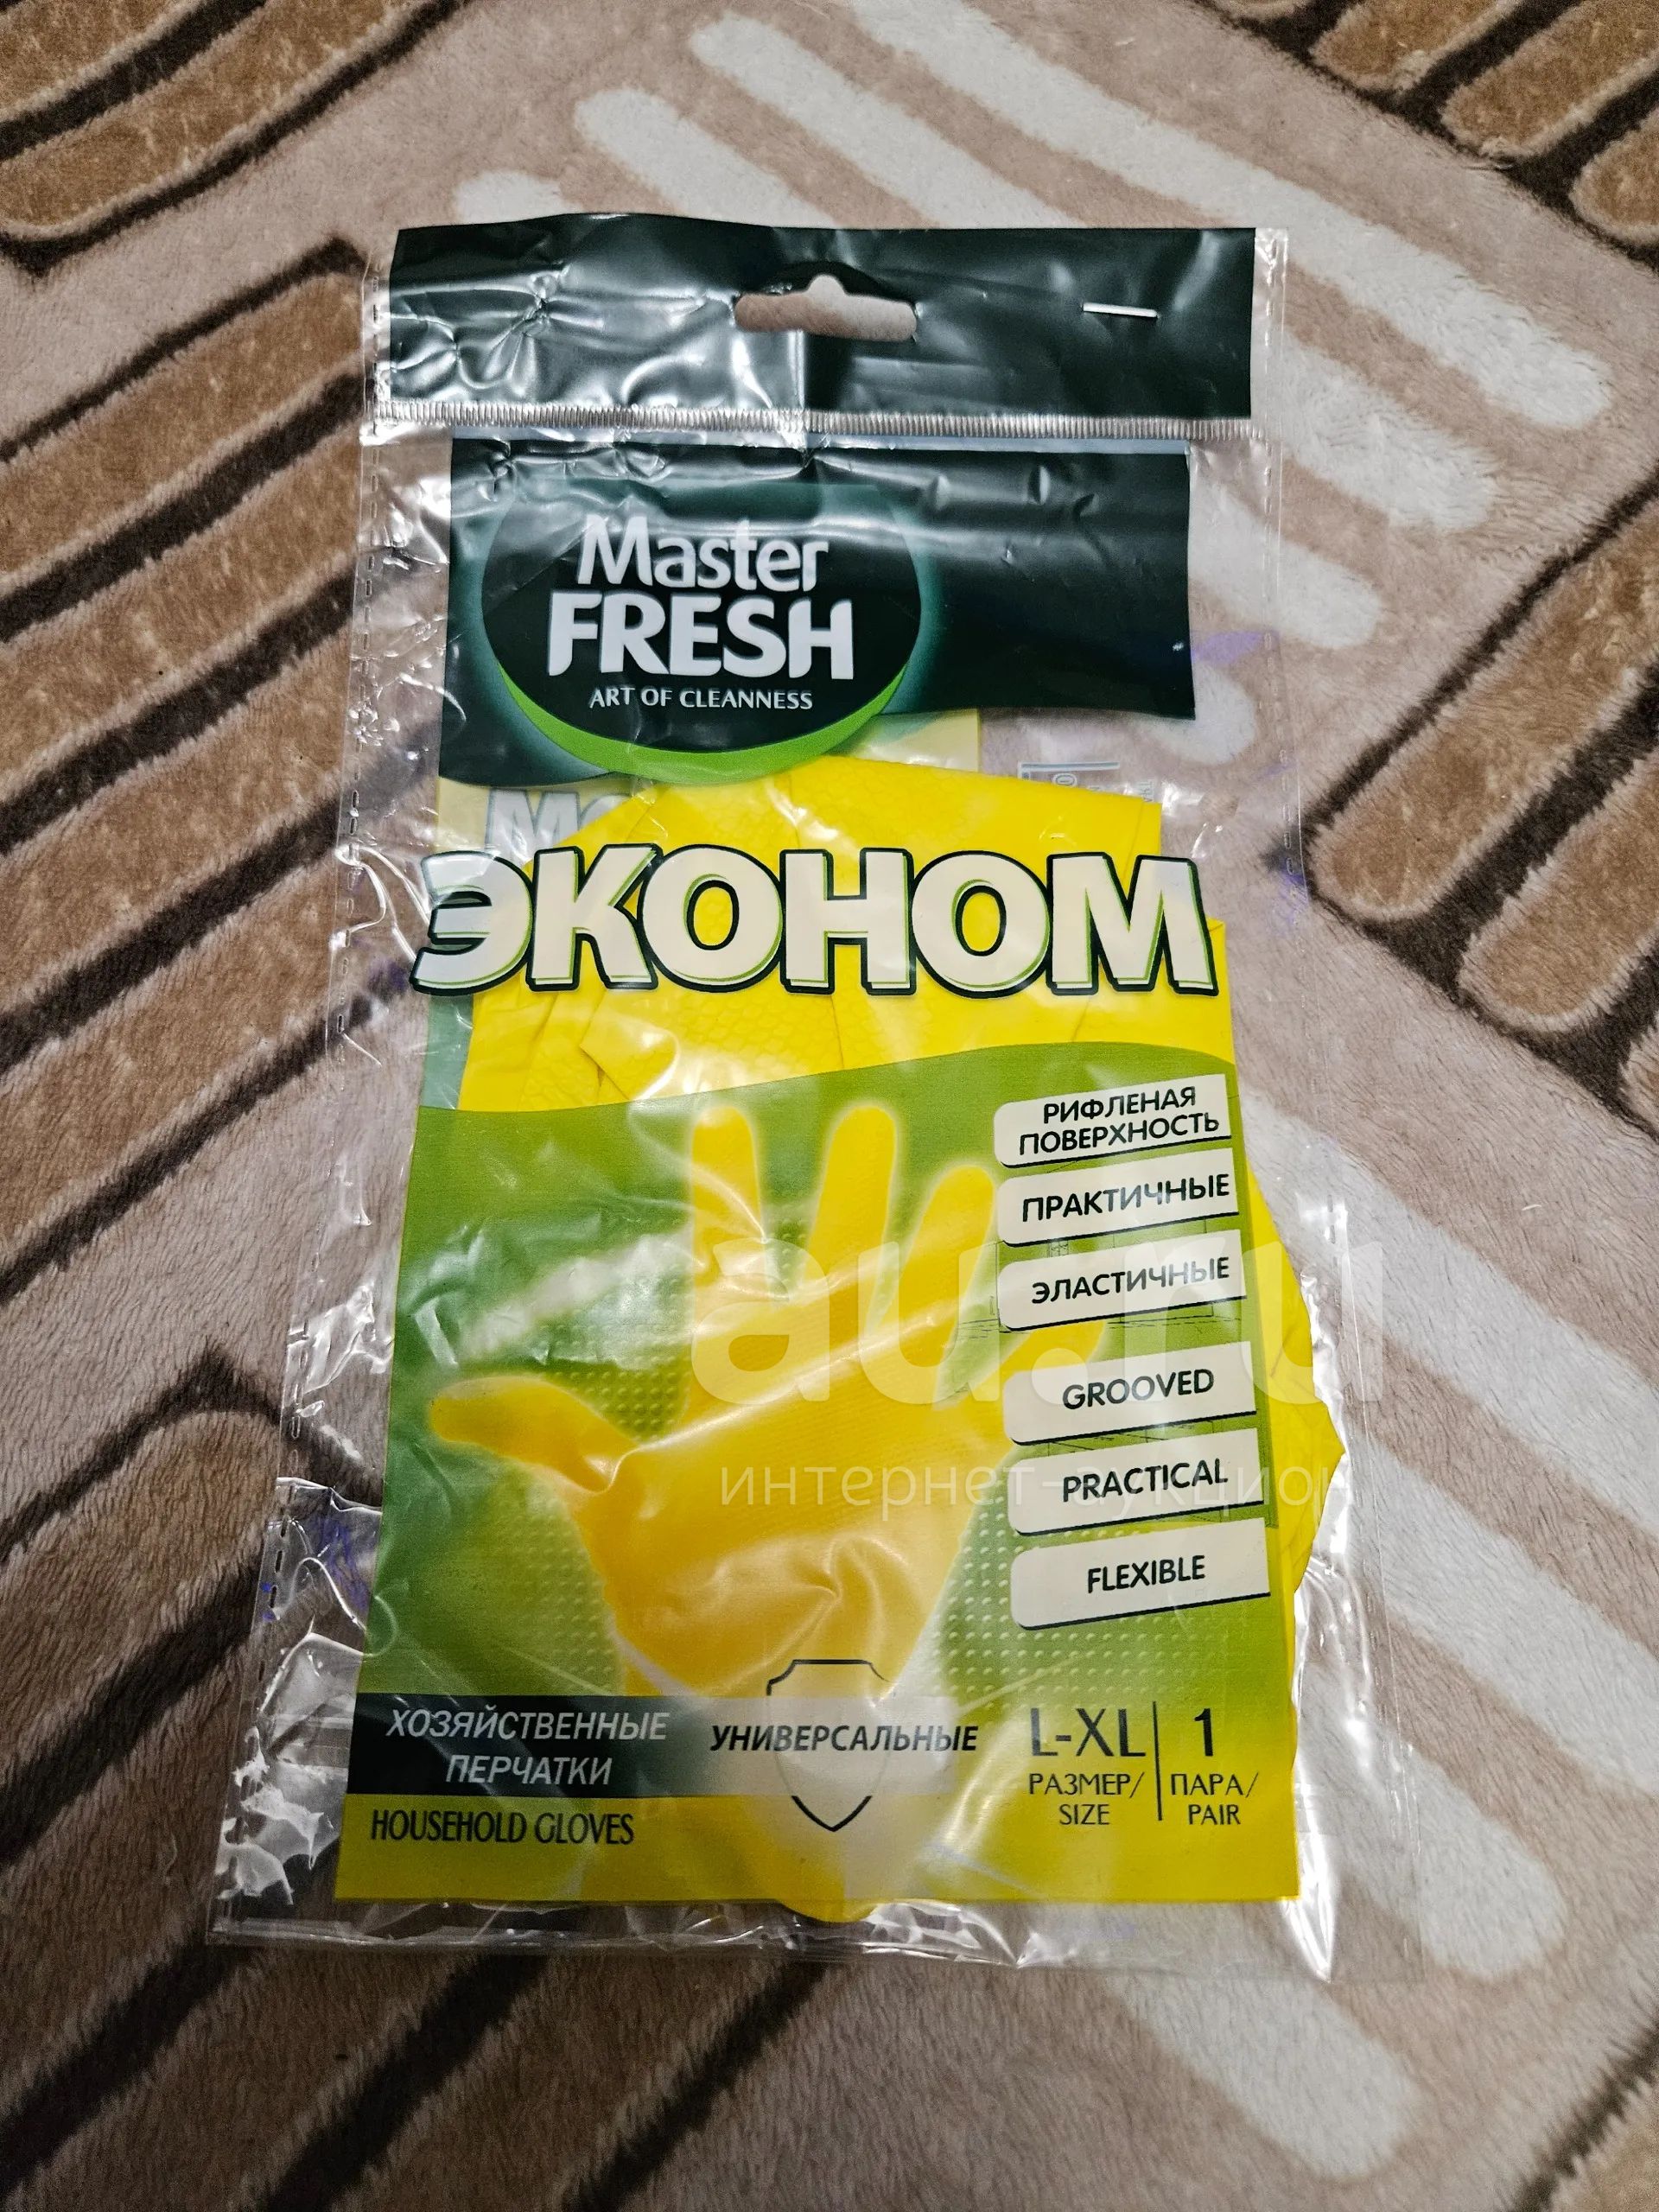 Master
FRESH
ART OF CLEANNESS
ЭКОНОМ
РИФЛЕНАЯ
ПОВЕРХНОСТЬ
ПРАКТИЧНЫЕ
ЭЛАСТИЧНЫЕ
GROOVED
PRACTICAL
FLEXIBLE
au.ru
интернет-аукцион
ХОЗЯЙСТВЕННЫЕ
ПЕРЧАТКИ
HOUSEHOLD GLOVES
УНИВЕРСАЛЬНЫЕ
L-XL
РАЗМЕР/
SIZE
1
ПАРА/
PAIR